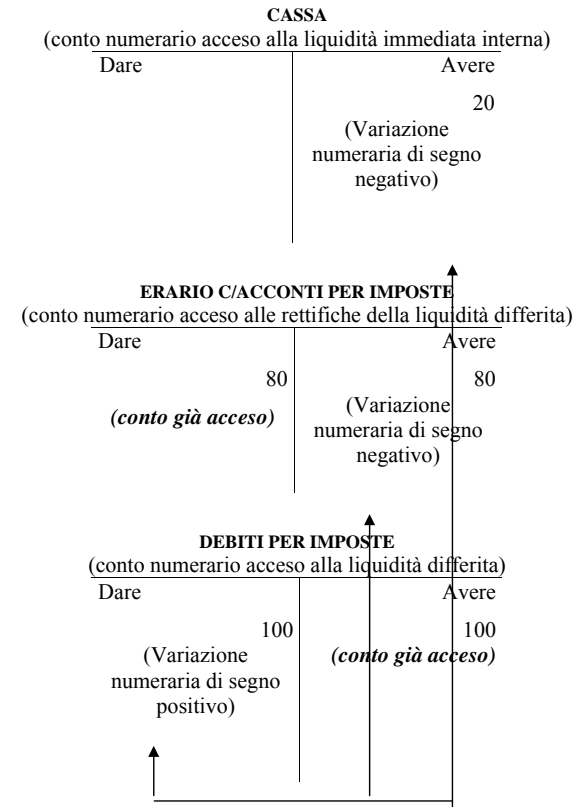 CASSA
(conto numerario acceso alla liquidità immediata interna)
Dare Avere
20
(Variazione
numeraria di segno
negativo)
ERARIO C/ACCONTI PER IMPOSTE
(conto numerario acceso alle rettifiche della liquidità differita)
Dare Avere
80 80
(conto già acceso) (Variazione
numeraria di segno
negativo)
DEBITI PER IMPOSTE
(conto numerario acceso alla liquidità differita)
Dare Avere
100 100
(Variazione (conto già acceso)
numeraria di segno
positivo)